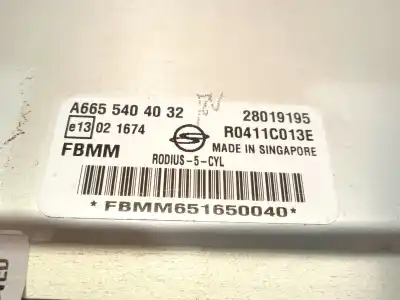 A665 540 40 32 28019195
e13 02 1674 R0411C013E
FBMM MADE IN SINGAPORE
RODIUS-5-CYL
*FBMM651650040*